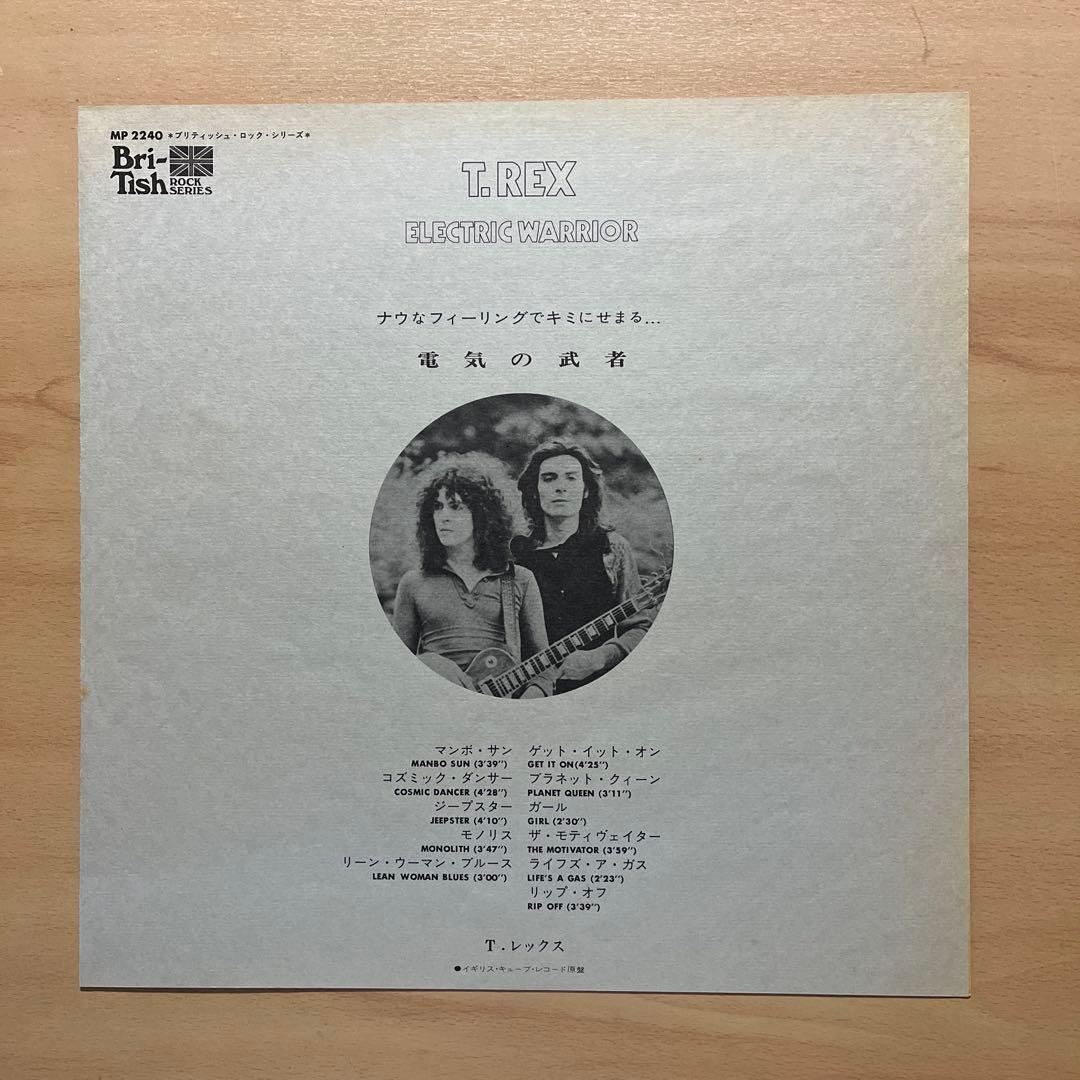 MP 2240 *ブリティッシュ・ロック・シリーズ*
Bri-
Tish ROCK
SERIES
T.REX
ELECTRIC WARRIOR
ナウなフィーリングでキミにせまる...
電気の武者
マンボ・サン
MANBO SUN (3'39")
コズミック・ダンサー
COSMIC DANCER (4'28")
ジープスター
JEEPSTER (4'10")
モノリス
MONOLITH (3'47")
リーン・ウーマン・ブルース
LEAN WOMAN BLUES (3'00")
ゲット・イット・オン
GET IT ON(4'25")
プラネット・クィーン
PLANET QUEEN (3'11")
ガール
GIRL (2'30")
ザ・モティヴェイター
THE MOTIVATOR (3'59")
ライフズ・ア・ガス
LIFE'S A GAS (2'23")
リップ・オフ
RIP OFF (3'39")
T.レックス
●イギリス・キューブ・レコード原盤